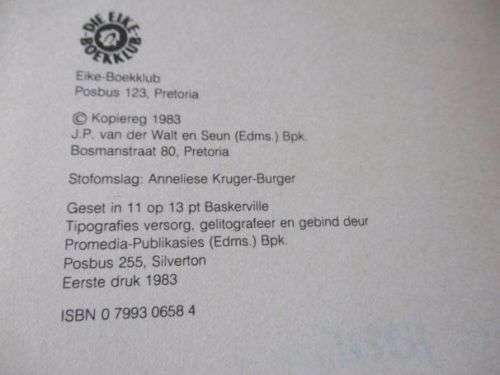 DIE EIKE-BOEKKLUB
Eike-Boekklub
Posbus 123, Pretoria
© Kopiereg 1983
J.P. van der Walt en Seun (Edms.) Bpk.
Bosmanstraat 80, Pretoria
Stofomslag: Anneliese Kruger-Burger
Geset in 11 op 13 pt Baskerville
Tipografies versorg, gelitografeer en gebind deur
Promedia-Publikasies (Edms.) Bpk.
Posbus 255, Silverton
Eerste druk 1983
ISBN 0 7993 0658 4